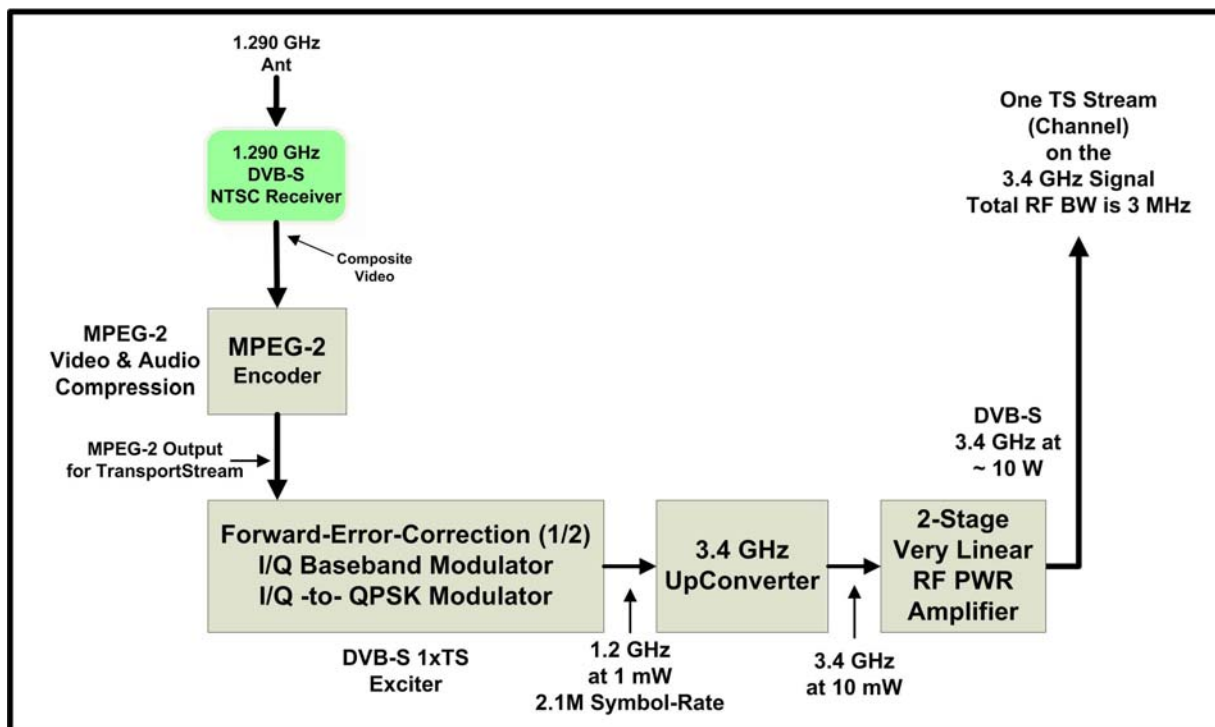 1.290 GHz
Ant
1.290 GHz
DVB-S
NTSC Receiver
Composite
Video
MPEG-2
Video & Audio
Compression
MPEG-2
Encoder
MPEG-2 Output
for TransportStream
Forward-Error-Correction (1/2)
I/Q Baseband Modulator
I/Q -to- QPSK Modulator
DVB-S 1xTS
Exciter
1.2 GHz
at 1 mW
2.1M Symbol-Rate
3.4 GHz
UpConverter
3.4 GHz
at 10 mW
2-Stage
Very Linear
RF PWR
Amplifier
DVB-S
3.4 GHz at
~ 10 W
One TS Stream
(Channel)
on the
3.4 GHz Signal
Total RF BW is 3 MHz